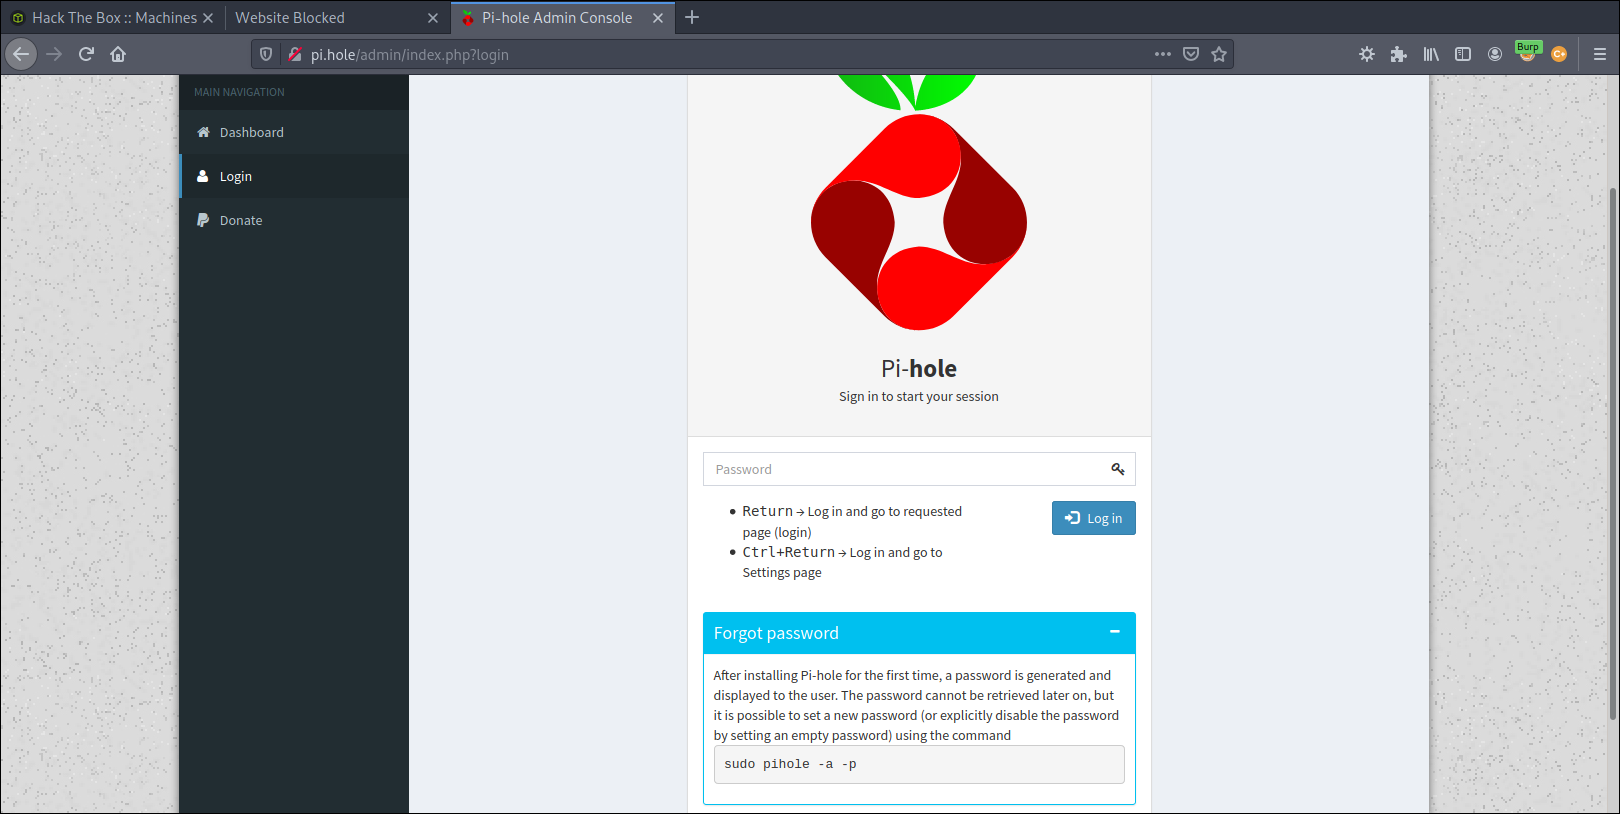 Hack The Box :: Machines
Website Blocked
Pi-hole Admin Console
pi.hole/admin/index.php?login
Burp
C+
MAIN NAVIGATION
Dashboard
Login
Donate
Pi-hole
Sign in to start your session
Password
Return → Log in and go to requested
page (login)
Ctrl+Return → Log in and go to
Settings page
Log in
Forgot password
After installing Pi-hole for the first time, a password is generated and
displayed to the user. The password cannot be retrieved later on, but
it is possible to set a new password (or explicitly disable the password
by setting an empty password) using the command
sudo pihole -a -p